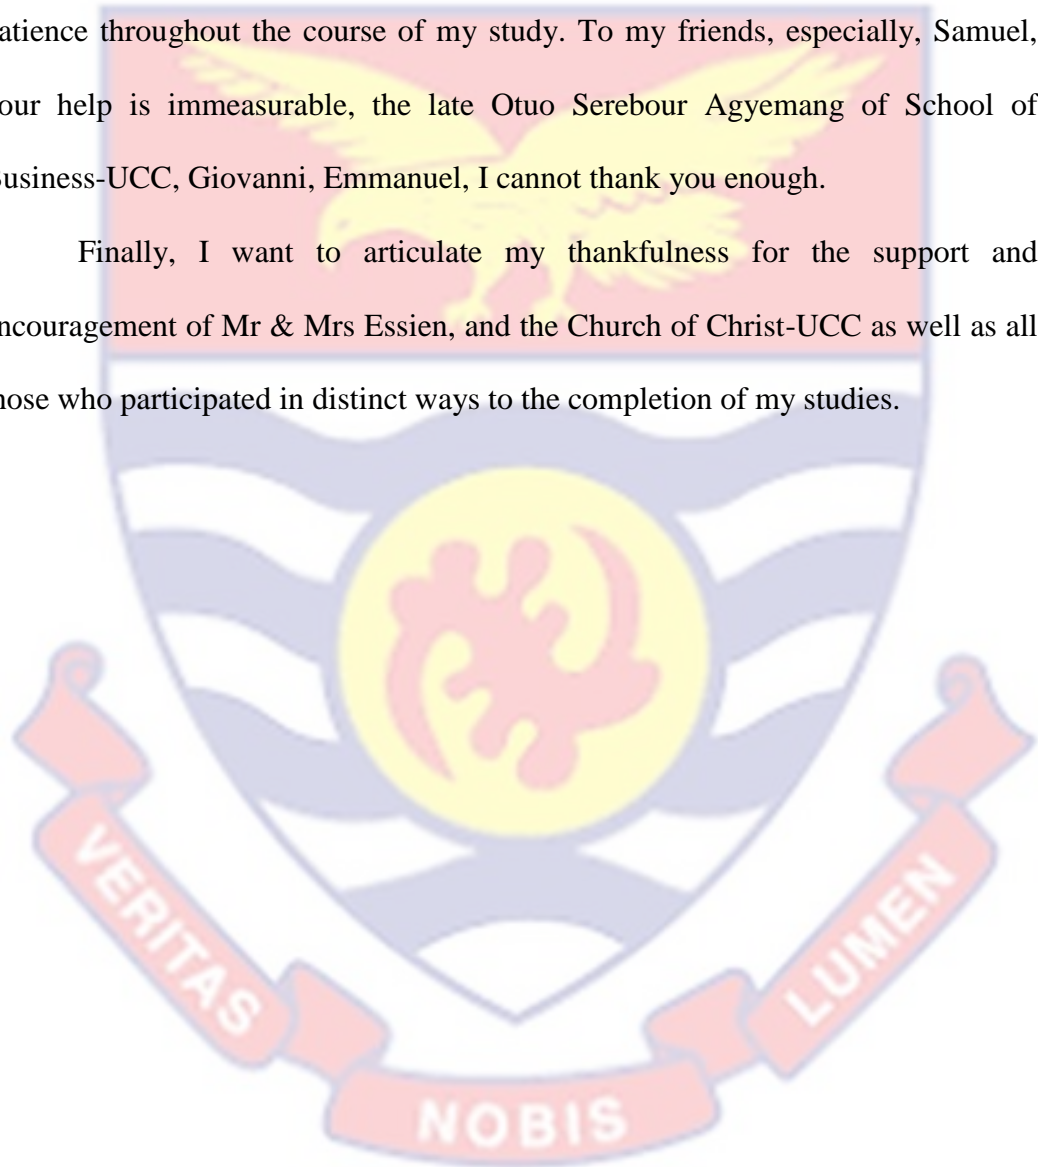 atience throughout the course of my study. To my friends, especially, Samuel,
our help is immeasurable, the late Otuo Serebour Agyemang of School of
usiness-UCC, Giovanni, Emmanuel, I cannot thank you enough.
Finally, I want to articulate my thankfulness for the support and
ncouragement of Mr & Mrs Essien, and the Church of Christ-UCC as well as all
hose who participated in distinct ways to the completion of my studies.
VERITAS
NOBIS
LUMEN